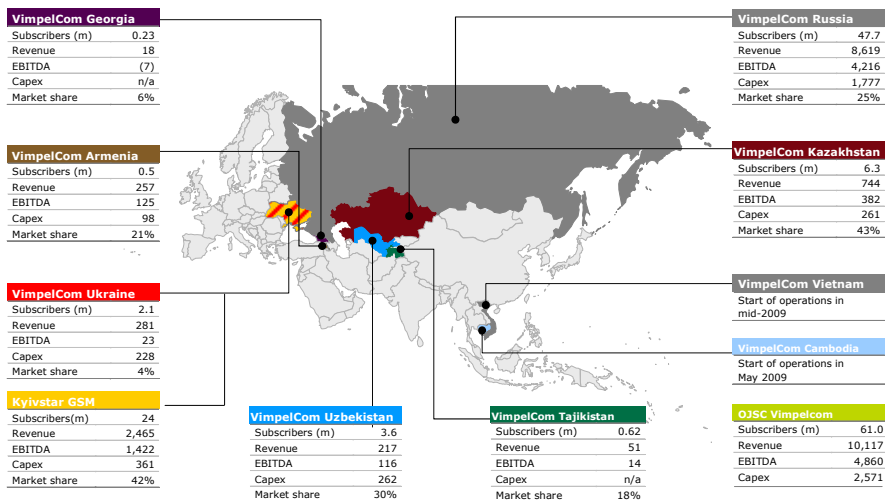 VimpelCom Georgia
Subscribers (m) 0.23
Revenue 18
EBITDA (7)
Capex n/a
Market share 6%
VimpelCom Russia
Subscribers (m) 47.7
Revenue 8,619
EBITDA 4,216
Capex 1,777
Market share 25%
VimpelCom Armenia
Subscribers (m) 0.5
Revenue 257
EBITDA 125
Capex 98
Market share 21%
VimpelCom Kazakhstan
Subscribers (m) 6.3
Revenue 744
EBITDA 382
Capex 261
Market share 43%
VimpelCom Ukraine
Subscribers (m) 2.1
Revenue 281
EBITDA 23
Capex 228
Market share 4%
VimpelCom Vietnam
Start of operations in
mid-2009
VimpelCom Cambodia
Start of operations in
May 2009
Kyivstar GSM
Subscribers(m) 24
Revenue 2,465
EBITDA 1,422
Capex 361
Market share 42%
VimpelCom Uzbekistan
Subscribers (m) 3.6
Revenue 217
EBITDA 116
Capex 262
Market share 30%
VimpelCom Tajikistan
Subscribers (m) 0.62
Revenue 51
EBITDA 14
Capex n/a
Market share 18%
OJSC Vimpelcom
Subscribers (m) 61.0
Revenue 10,117
EBITDA 4,860
Capex 2,571